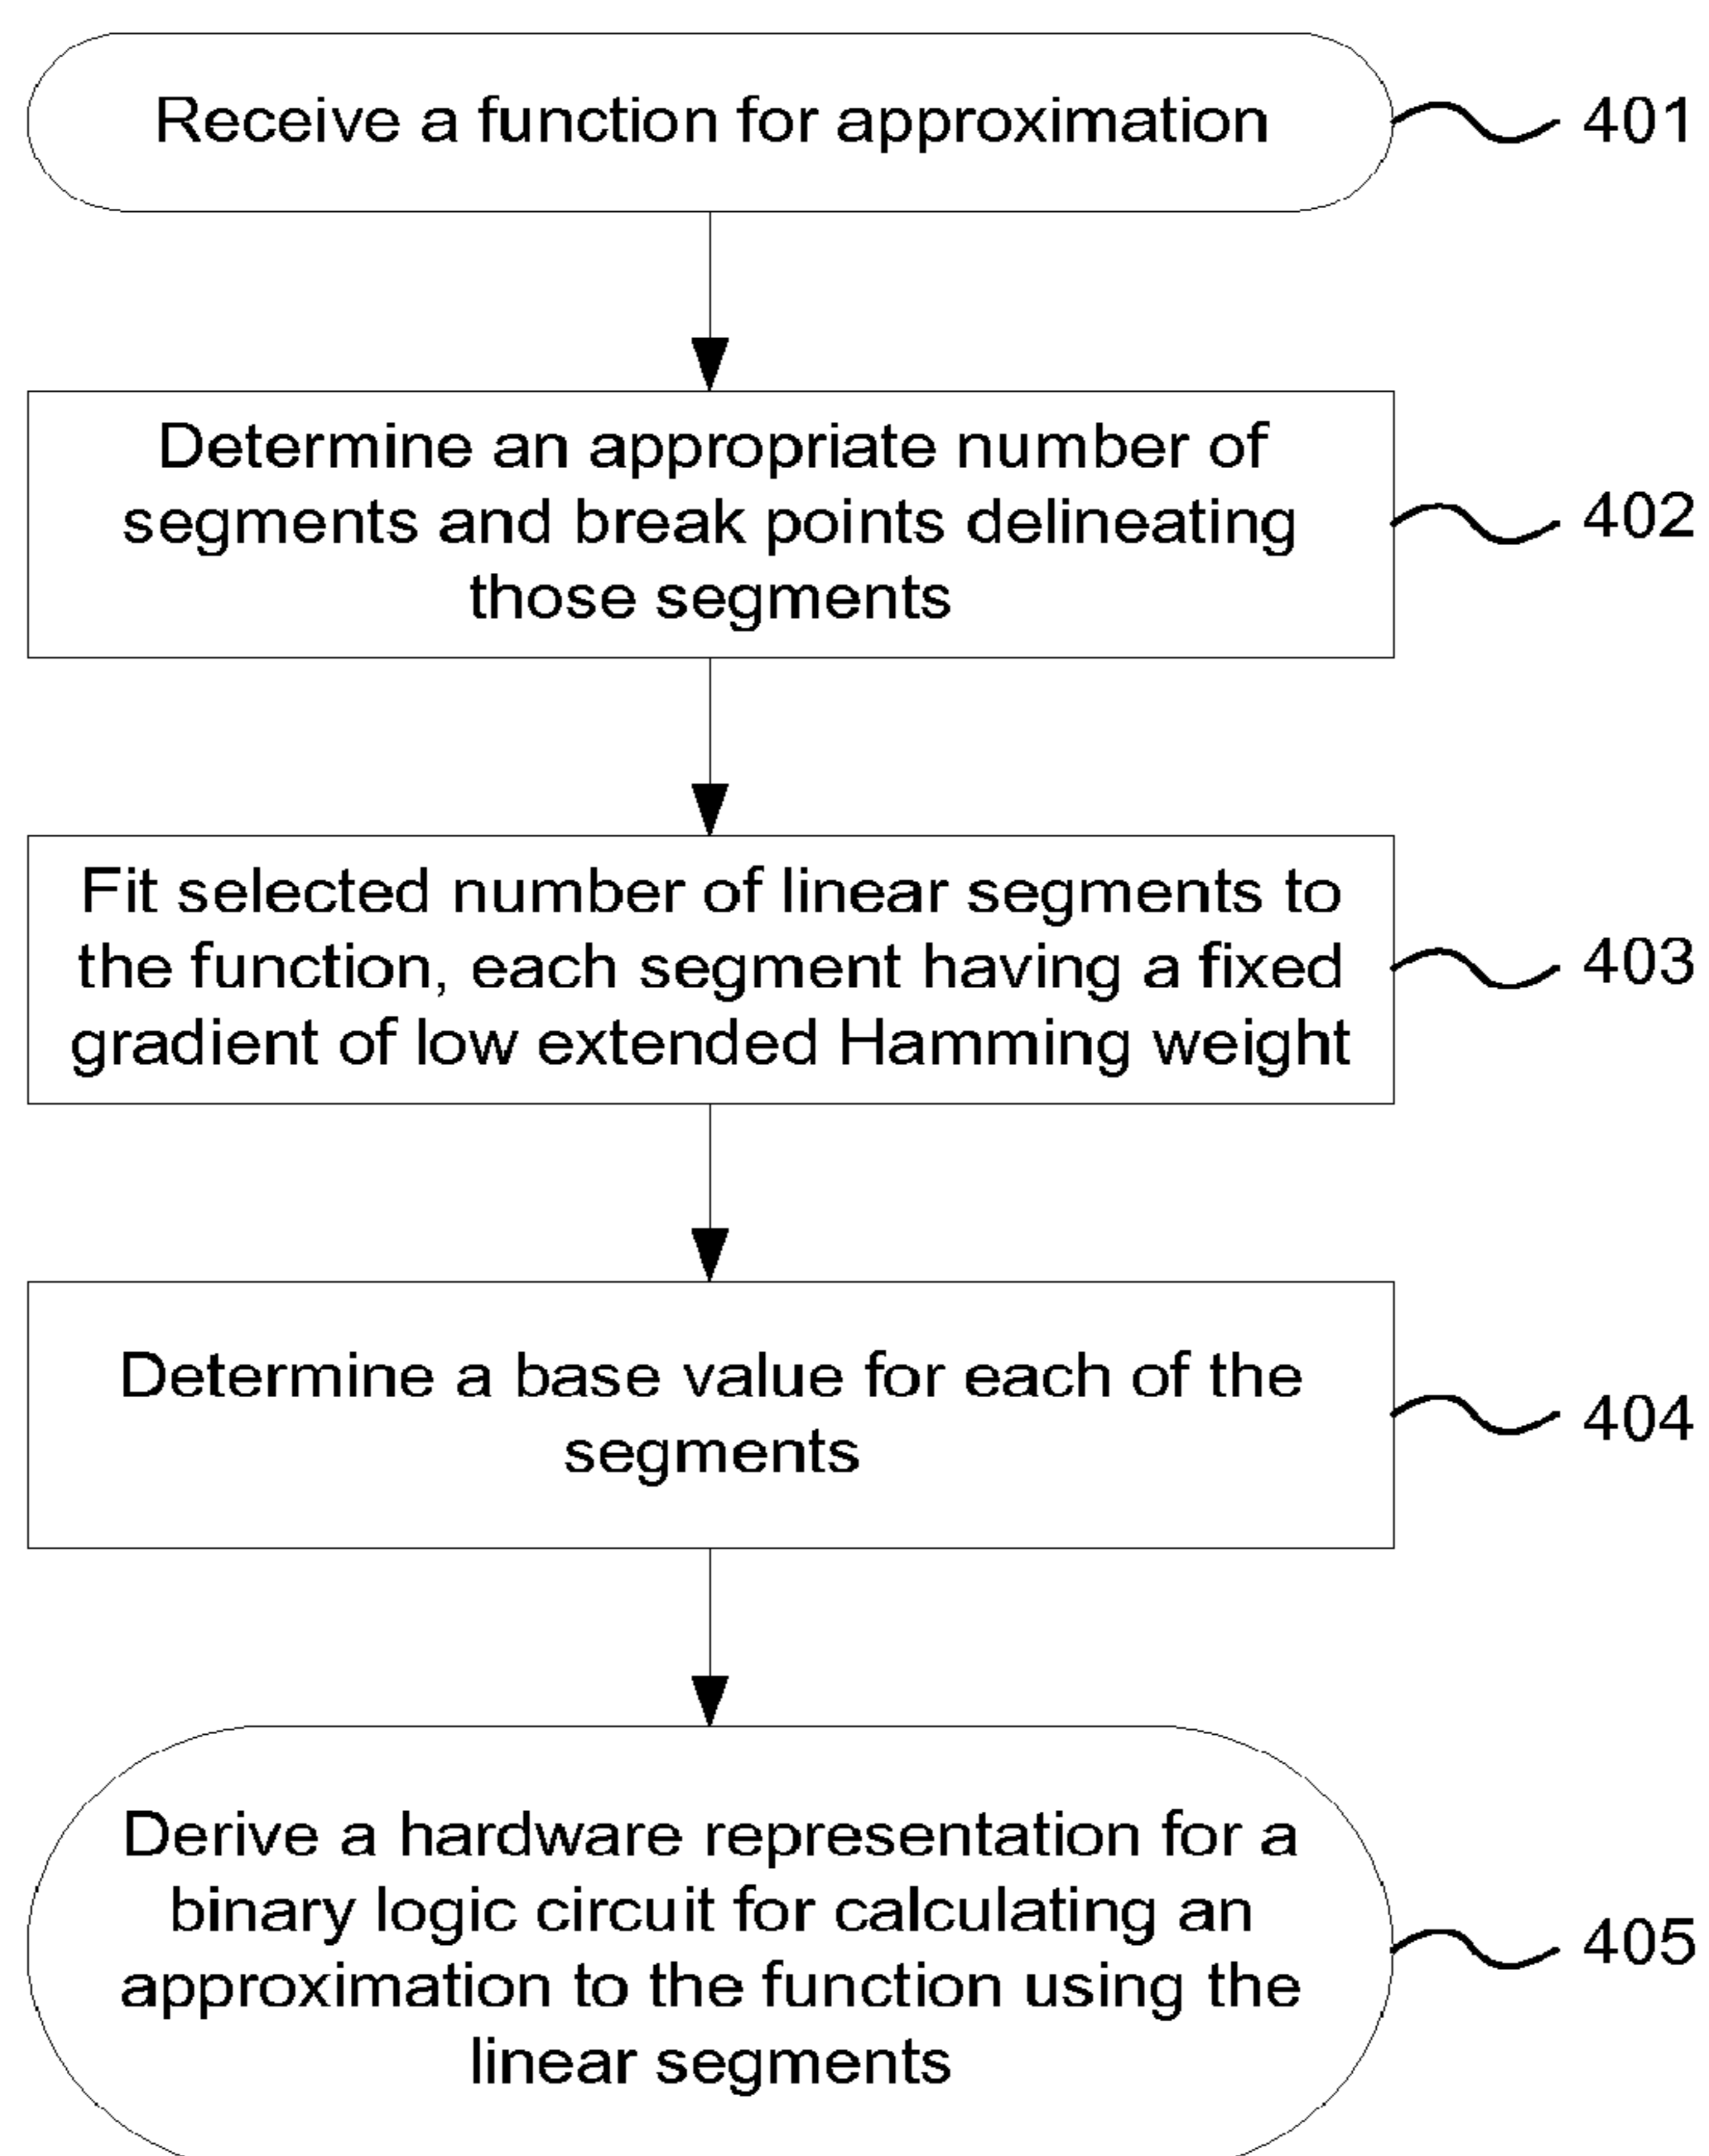 Receive a function for approximation
401
Determine an appropriate number of
segments and break points delineating
those segments
402
Fit selected number of linear segments to
the function, each segment having a fixed
gradient of low extended Hamming weight
403
Determine a base value for each of the
segments
404
Derive a hardware representation for a
binary logic circuit for calculating an
approximation to the function using the
linear segments
405